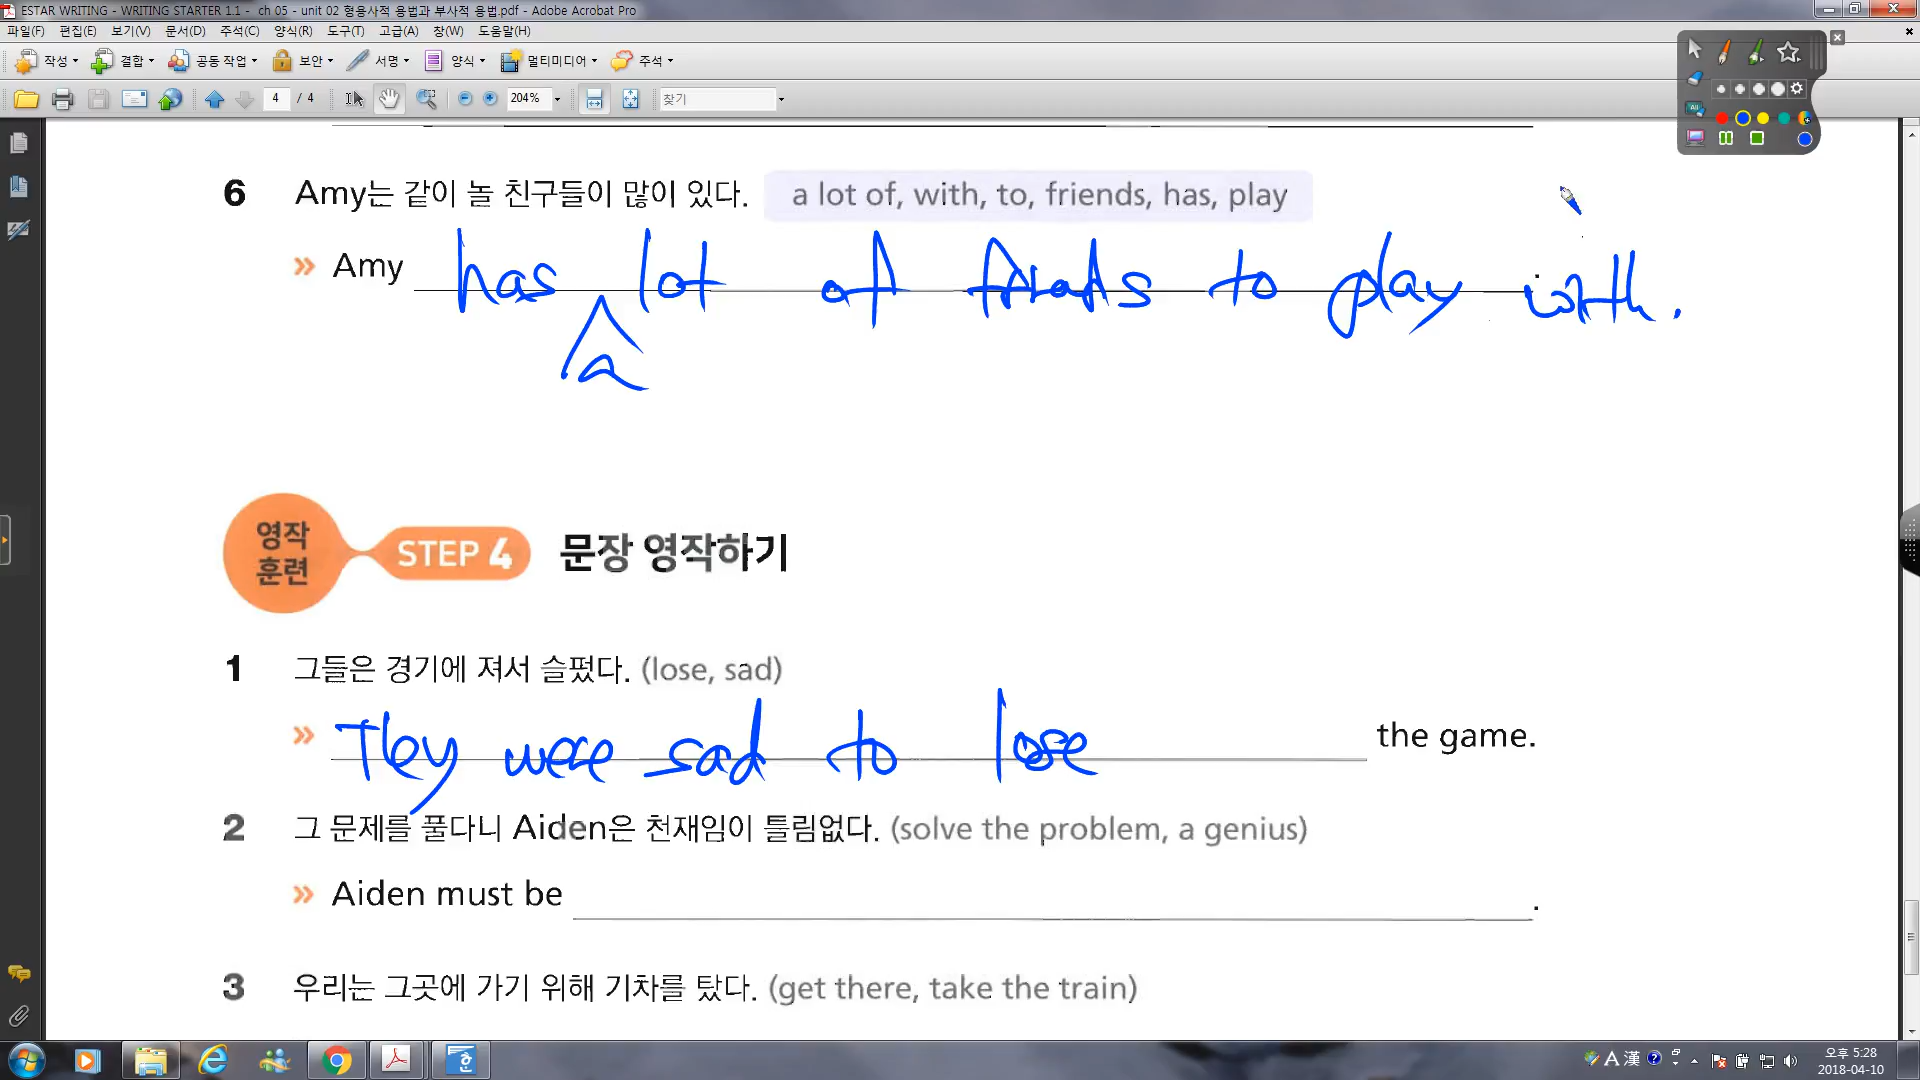 ESTAR WRITING - WRITING STARTER 1.1 - ch 05 - unit 02 형용사적 용법과 부사적 용법.pdf - Adobe Acrobat Pro
파일(F) 편집(E) 보기(V) 문서(D) 주석(C) 양식(R) 도구(T) 고급(A) 창(W) 도움말(H)
작성 결합 공동 작업 보안 서명 양식 멀티미디어 주석
4 / 4 204% 찾기
6 Amy는 같이 놀 친구들이 많이 있다. a lot of, with, to, friends, has, play
» Amy has lot of friends to play with.
a
영작
훈련
STEP 4 문장 영작하기
1 그들은 경기에 져서 슬펐다. (lose, sad)
» They were sad to lose the game.
2 그 문제를 풀다니 Aiden은 천재임이 틀림없다. (solve the problem, a genius)
» Aiden must be .
3 우리는 그곳에 가기 위해 기차를 탔다. (get there, take the train)
A 漢
오후 5:28
2018-04-10